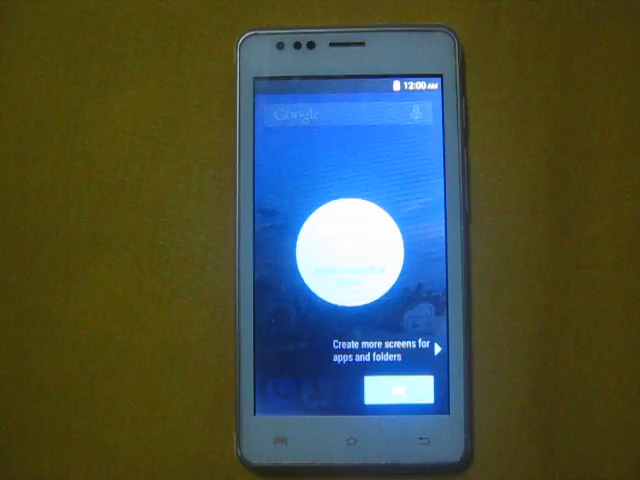 12:00 AM
Google
Create more screens for
apps and folders
OK